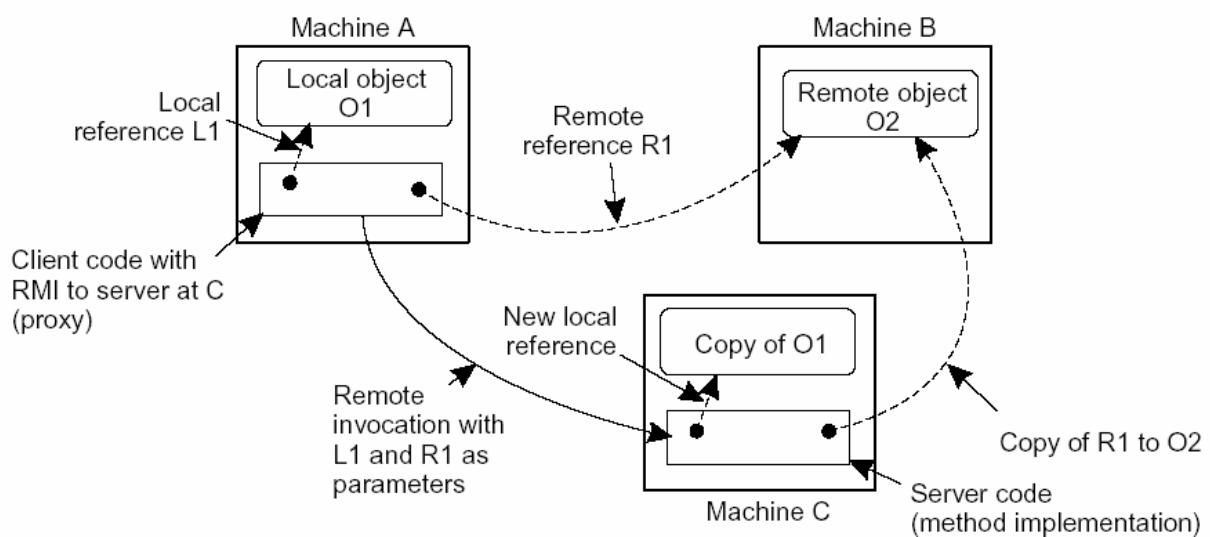 Machine A
Machine B
Local object
O1
Local
reference L1
Remote
reference R1
Remote object
O2
Client code with
RMI to server at C
(proxy)
New local
reference
Copy of O1
Remote
invocation with
L1 and R1 as
parameters
Copy of R1 to O2
Machine C
Server code
(method implementation)